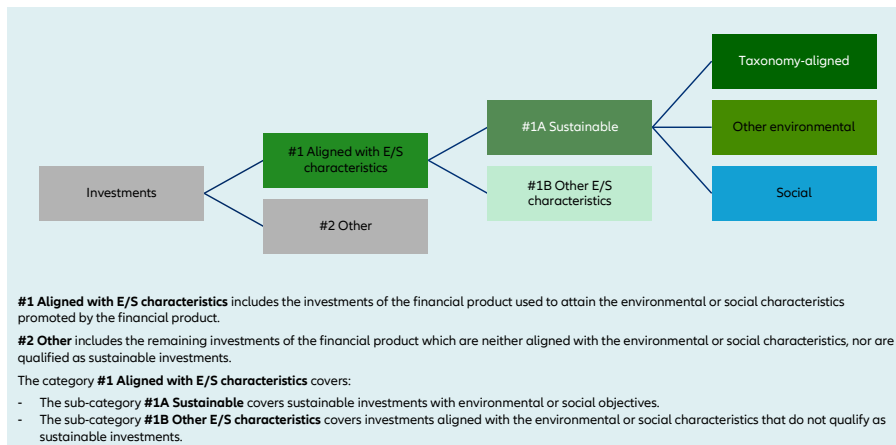 Taxonomy-aligned
#1A Sustainable
Other environmental
#1 Aligned with E/S
characteristics
Investments
#1B Other E/S
characteristics
Social
#2 Other
#1 Aligned with E/S characteristics includes the investments of the financial product used to attain the environmental or social characteristics
promoted by the financial product.
#2 Other includes the remaining investments of the financial product which are neither aligned with the environmental or social characteristics, nor are
qualified as sustainable investments.
The category #1 Aligned with E/S characteristics covers:
- The sub-category #1A Sustainable covers sustainable investments with environmental or social objectives.
- The sub-category #1B Other E/S characteristics covers investments aligned with the environmental or social characteristics that do not qualify as
sustainable investments.